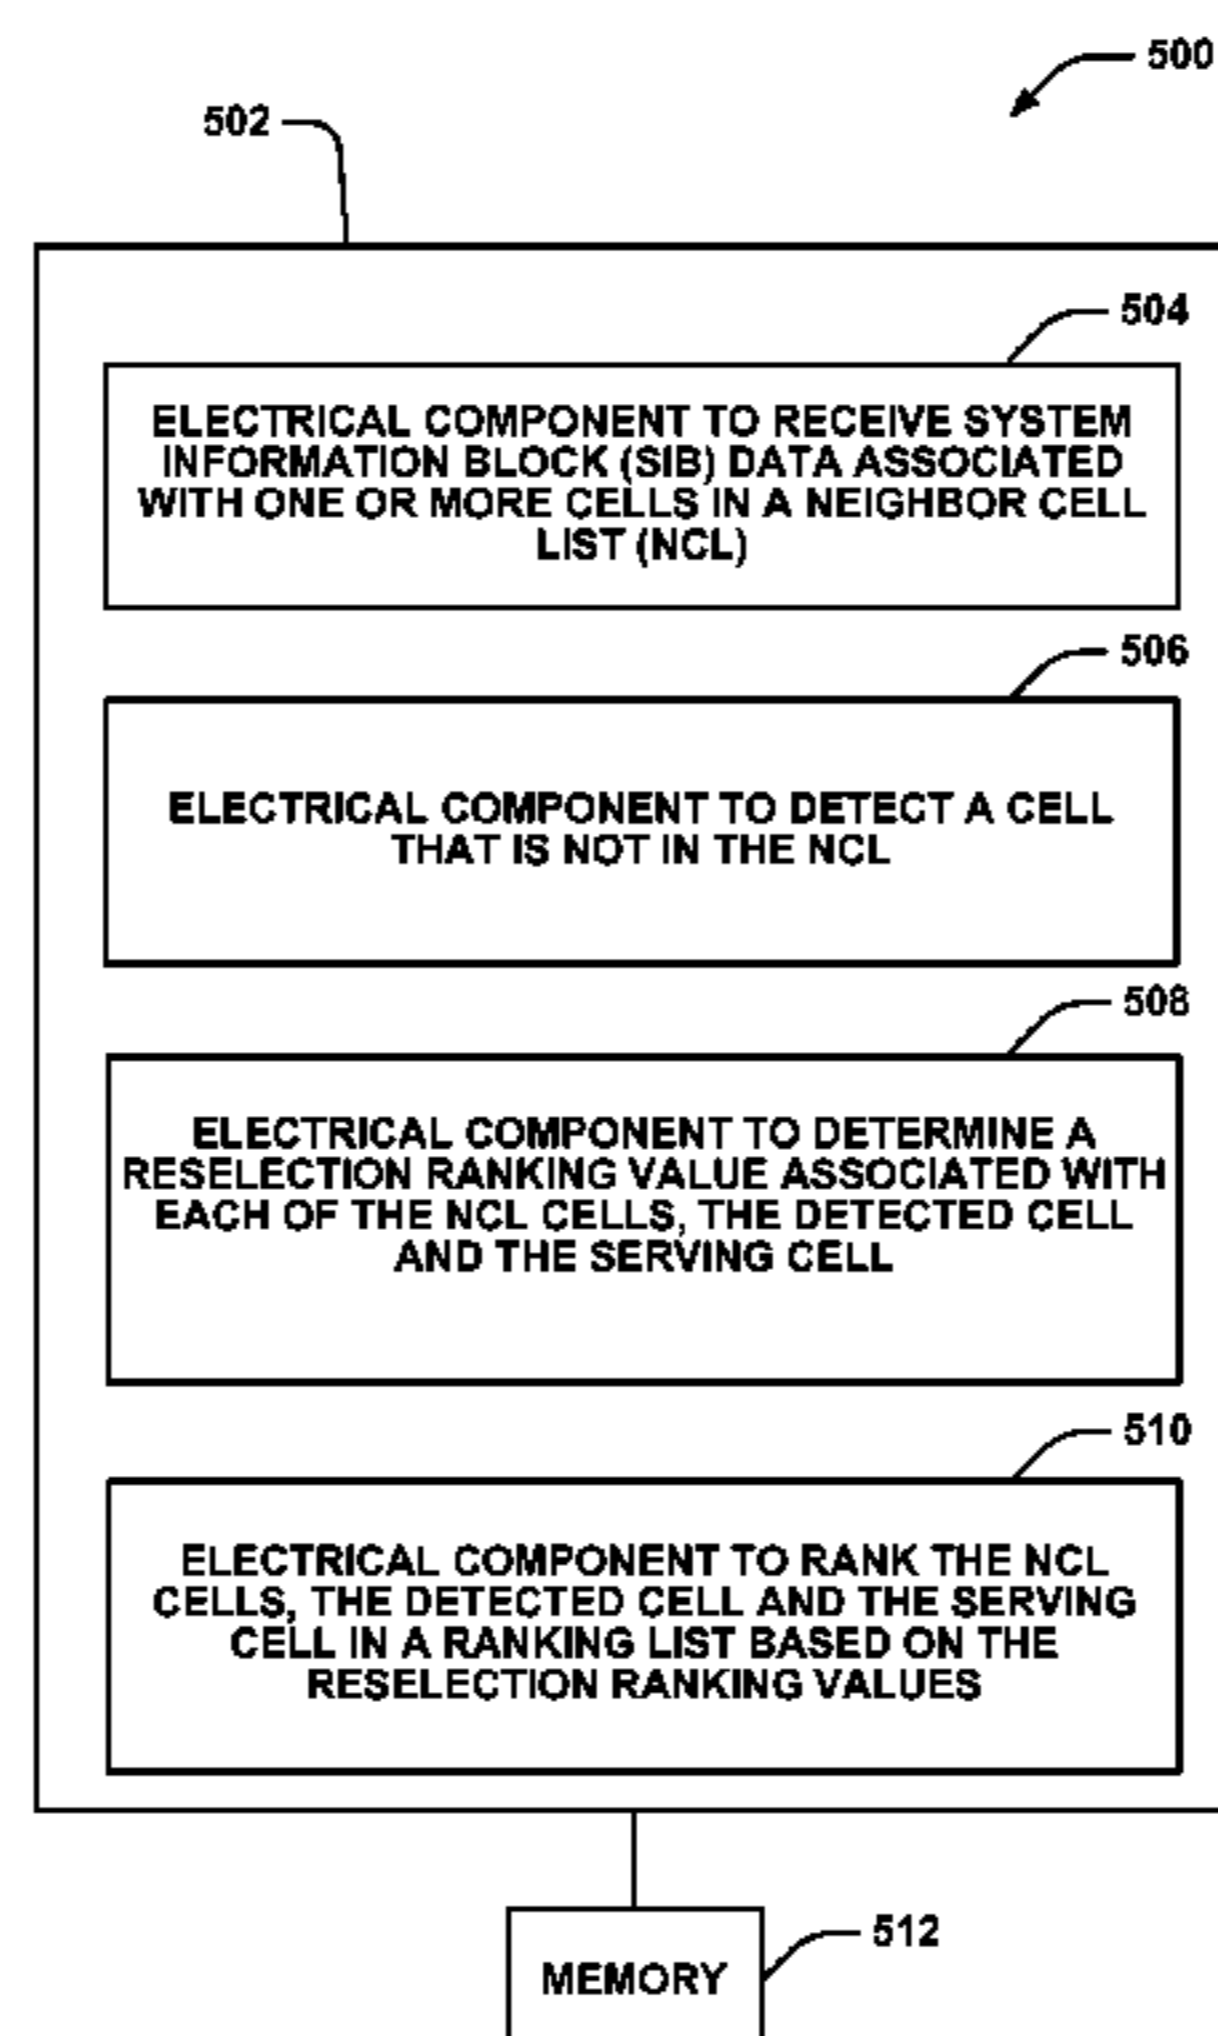 500
502
504
ELECTRICAL COMPONENT TO RECEIVE SYSTEM
INFORMATION BLOCK (SIB) DATA ASSOCIATED
WITH ONE OR MORE CELLS IN A NEIGHBOR CELL
LIST (NCL)
506
ELECTRICAL COMPONENT TO DETECT A CELL
THAT IS NOT IN THE NCL
508
ELECTRICAL COMPONENT TO DETERMINE A
RESELECTION RANKING VALUE ASSOCIATED WITH
EACH OF THE NCL CELLS, THE DETECTED CELL
AND THE SERVING CELL
510
ELECTRICAL COMPONENT TO RANK THE NCL
CELLS, THE DETECTED CELL AND THE SERVING
CELL IN A RANKING LIST BASED ON THE
RESELECTION RANKING VALUES
512
MEMORY